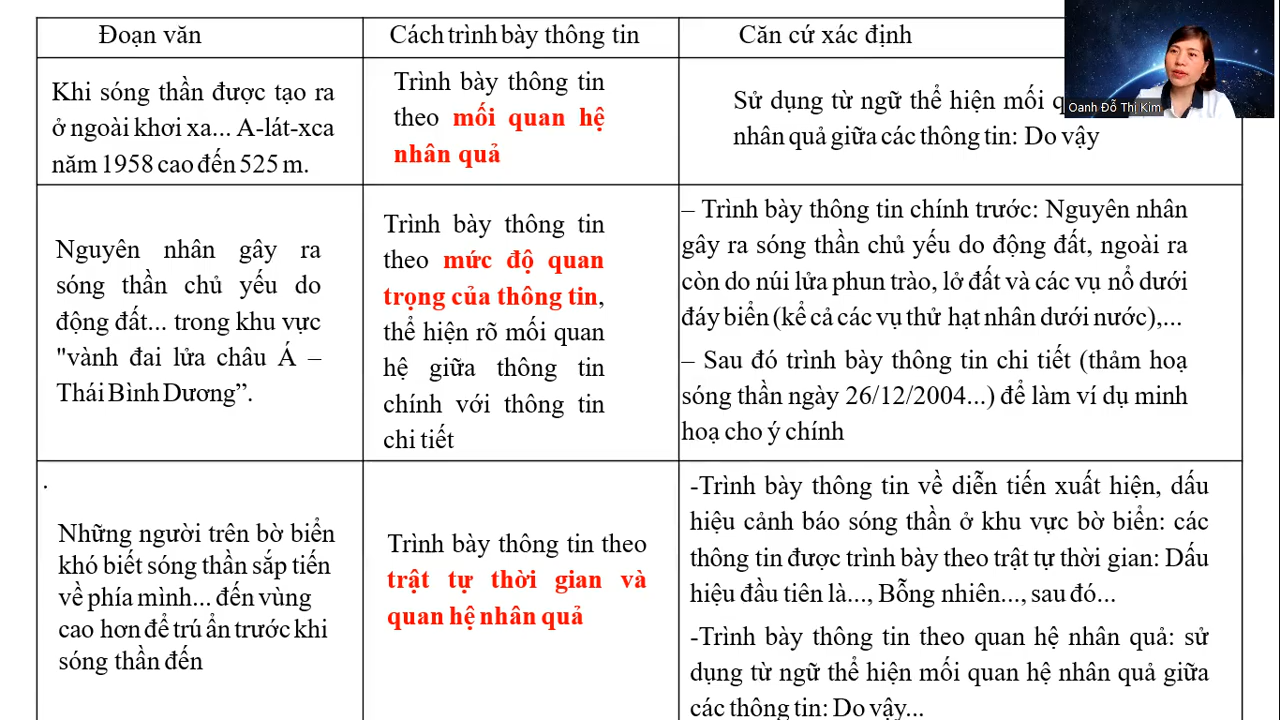 Đoạn văn
Cách trình bày thông tin
Căn cứ xác định
Khi sóng thần được tạo ra
ở ngoài khơi xa... A-lát-xca
năm 1958 cao đến 525 m.
Trình bày thông tin
theo mối quan hệ
nhân quả
Sử dụng từ ngữ thể hiện mối
nhân quả giữa các thông tin: Do vậy
Oanh Đỗ Thị Kim
Nguyên nhân gây ra
sóng thần chủ yếu do
động đất... trong khu vực
"vành đai lửa châu Á –
Thái Bình Dương”.
Trình bày thông tin
theo mức độ quan
trọng của thông tin,
thể hiện rõ mối quan
hệ giữa thông tin
chính với thông tin
chi tiết
– Trình bày thông tin chính trước: Nguyên nhân
gây ra sóng thần chủ yếu do động đất, ngoài ra
còn do núi lửa phun trào, lở đất và các vụ nổ dưới
đáy biển (kể cả các vụ thử hạt nhân dưới nước),...
– Sau đó trình bày thông tin chi tiết (thảm hoạ
sóng thần ngày 26/12/2004...) để làm ví dụ minh
hoạ cho ý chính
.
Những người trên bờ biển
khó biết sóng thần sắp tiến
về phía mình... đến vùng
cao hơn để trú ẩn trước khi
sóng thần đến
Trình bày thông tin theo
trật tự thời gian và
quan hệ nhân quả
-Trình bày thông tin về diễn tiến xuất hiện, dấu
hiệu cảnh báo sóng thần ở khu vực bờ biển: các
thông tin được trình bày theo trật tự thời gian: Dấu
hiệu đầu tiên là..., Bỗng nhiên..., sau đó...
-Trình bày thông tin theo quan hệ nhân quả: sử
dụng từ ngữ thể hiện mối quan hệ nhân quả giữa
các thông tin: Do vậy...